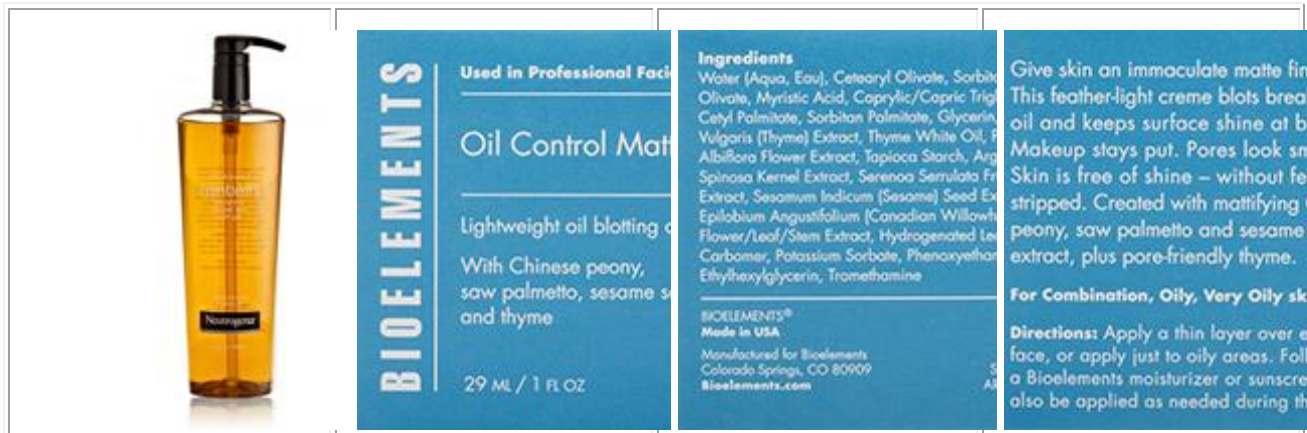 rainbath
Neutrogena
BIOELEMENTS
Used in Professional Faci
Oil Control Mat
Lightweight oil blotting
With Chinese peony,
saw palmetto, sesame s
and thyme
29 ML / 1 FL OZ
Ingredients
Water (Aqua, Eau), Cetearyl Olivate, Sorbit
Olivate, Myristic Acid, Caprylic/Capric Trigl
Cetyl Palmitate, Sorbitan Palmitate, Glycerin,
Vulgaris (Thyme) Extract, Thyme White Oil, P
Albiflora Flower Extract, Tapioca Starch, Arg
Spinosa Kernel Extract, Serenoa Serrulata Fr
Extract, Sesamum Indicum (Sesame) Seed Ex
Epilobium Angustifolium (Canadian Willowh
Flower/Leaf/Stem Extract, Hydrogenated Le
Carbomer, Potassium Sorbate, Phenoxyethan
Ethylhexylglycerin, Tromethamine
BIOELEMENTS®
Made in USA
Manufactured for Bioelements
Colorado Springs, CO 80909
Bioelements.com
Give skin an immaculate matte fin
This feather-light creme blots brea
oil and keeps surface shine at b
Makeup stays put. Pores look sm
Skin is free of shine – without fe
stripped. Created with mattifying
peony, saw palmetto and sesame
extract, plus pore-friendly thyme.
For Combination, Oily, Very Oily sk
Directions: Apply a thin layer over e
face, or apply just to oily areas. Foll
a Bioelements moisturizer or sunscre
also be applied as needed during th